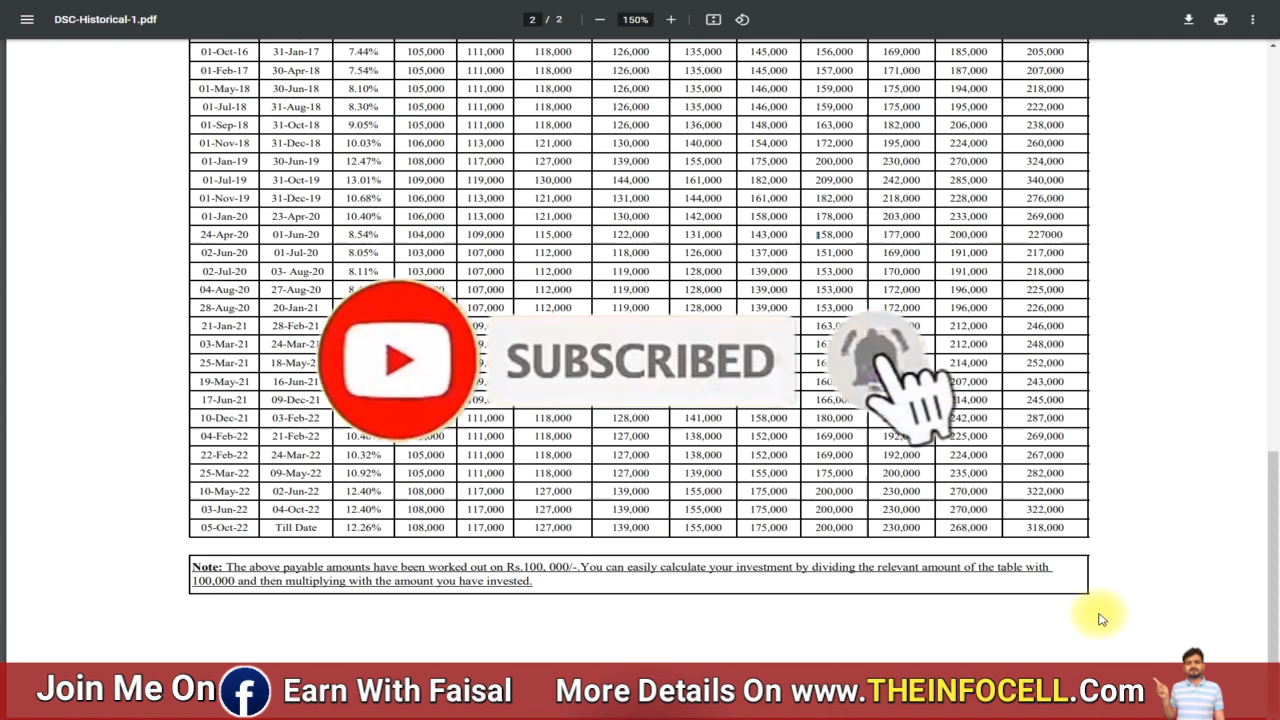 DSC-Historical-1.pdf 2 / 2 150%
01-Oct-16 31-Jan-17 7.44% 105,000 111,000 118,000 126,000 135,000 145,000 156,000 169,000 185,000 205,000
01-Feb-17 30-Apr-18 7.54% 105,000 111,000 118,000 126,000 135,000 145,000 157,000 171,000 187,000 207,000
01-May-18 30-Jun-18 8.10% 105,000 111,000 118,000 126,000 135,000 146,000 159,000 175,000 194,000 218,000
01-Jul-18 31-Aug-18 8.30% 105,000 111,000 118,000 126,000 135,000 146,000 159,000 175,000 195,000 222,000
01-Sep-18 31-Oct-18 9.05% 105,000 111,000 118,000 126,000 136,000 148,000 163,000 182,000 206,000 238,000
01-Nov-18 31-Dec-18 10.03% 106,000 113,000 121,000 130,000 140,000 154,000 172,000 195,000 224,000 260,000
01-Jan-19 30-Jun-19 12.47% 108,000 117,000 127,000 139,000 155,000 175,000 200,000 230,000 270,000 324,000
01-Jul-19 31-Oct-19 13.01% 109,000 119,000 130,000 144,000 161,000 182,000 209,000 242,000 285,000 340,000
01-Nov-19 31-Dec-19 10.68% 106,000 113,000 121,000 131,000 144,000 161,000 182,000 218,000 228,000 276,000
01-Jan-20 23-Apr-20 10.40% 106,000 113,000 121,000 130,000 142,000 158,000 178,000 203,000 233,000 269,000
24-Apr-20 01-Jun-20 8.54% 104,000 109,000 115,000 122,000 131,000 143,000 158,000 177,000 200,000 227000
02-Jun-20 01-Jul-20 8.05% 103,000 107,000 112,000 118,000 126,000 137,000 151,000 169,000 191,000 217,000
02-Jul-20 03- Aug-20 8.11% 103,000 107,000 112,000 119,000 128,000 139,000 153,000 170,000 191,000 218,000
04-Aug-20 27-Aug-20 107,000 112,000 119,000 128,000 139,000 153,000 172,000 196,000 225,000
28-Aug-20 20-Jan-21 107,000 112,000 119,000 128,000 139,000 153,000 172,000 196,000 226,000
21-Jan-21 28-Feb-21 212,000 246,000
03-Mar-21 24-Mar-21 212,000 248,000
25-Mar-21 214,000 252,000
19-May-21 16-Jun-21 207,000 243,000
17-Jun-21 09-Dec-21 245,000
10-Dec-21 03-Feb-22 111,000 118,000 128,000 141,000 158,000 180,000 242,000 287,000
04-Feb-22 21-Feb-22 111,000 118,000 127,000 138,000 152,000 169,000 225,000 269,000
22-Feb-22 24-Mar-22 10.32% 105,000 111,000 118,000 127,000 138,000 152,000 169,000 192,000 224,000 267,000
25-Mar-22 09-May-22 10.92% 105,000 111,000 118,000 127,000 139,000 155,000 175,000 200,000 235,000 282,000
10-May-22 02-Jun-22 12.40% 108,000 117,000 127,000 139,000 155,000 175,000 200,000 230,000 270,000 322,000
03-Jun-22 04-Oct-22 12.40% 108,000 117,000 127,000 139,000 155,000 175,000 200,000 230,000 270,000 322,000
05-Oct-22 Till Date 12.26% 108,000 117,000 127,000 139,000 155,000 175,000 200,000 230,000 268,000 318,000
SUBSCRIBED
Note: The above payable amounts have been worked out on Rs.100, 000/-.You can easily calculate your investment by dividing the relevant amount of the table with
100,000 and then multiplying with the amount you have invested.
Join Me On f Earn With Faisal More Details On www.THEINFOCELL.Com